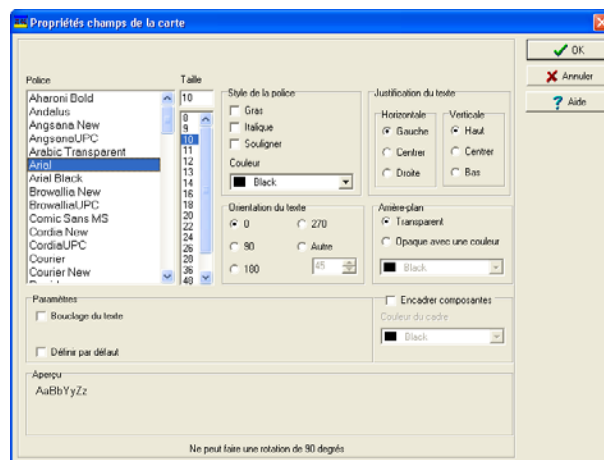 Propriétés champs de la carte
OK
Annuler
Aide
Police
Aharoni Bold
Andalus
Angsana New
AngsanaUPC
Arabic Transparent
Arial
Arial Black
Browallia New
BrowalliaUPC
Comic Sans MS
Cordia New
CordiaUPC
Courier
Courier New
Taille
10
8
9
10
11
12
13
14
16
18
20
22
24
26
28
36
48
Style de la police
Gras
Italique
Souligner
Couleur
Black
Justification du texte
Horizontale
Gauche
Centrer
Droite
Verticale
Haut
Centrer
Bas
Orientation du texte
0
270
90
Autre
180
45
Arrière-plan
Transparent
Opaque avec une couleur
Black
Paramètres
Bouclage du texte
Définir par défaut
Encadrer composantes
Couleur du cadre
Black
Aperçu
AaBbYyZz
Ne peut faire une rotation de 90 degrés